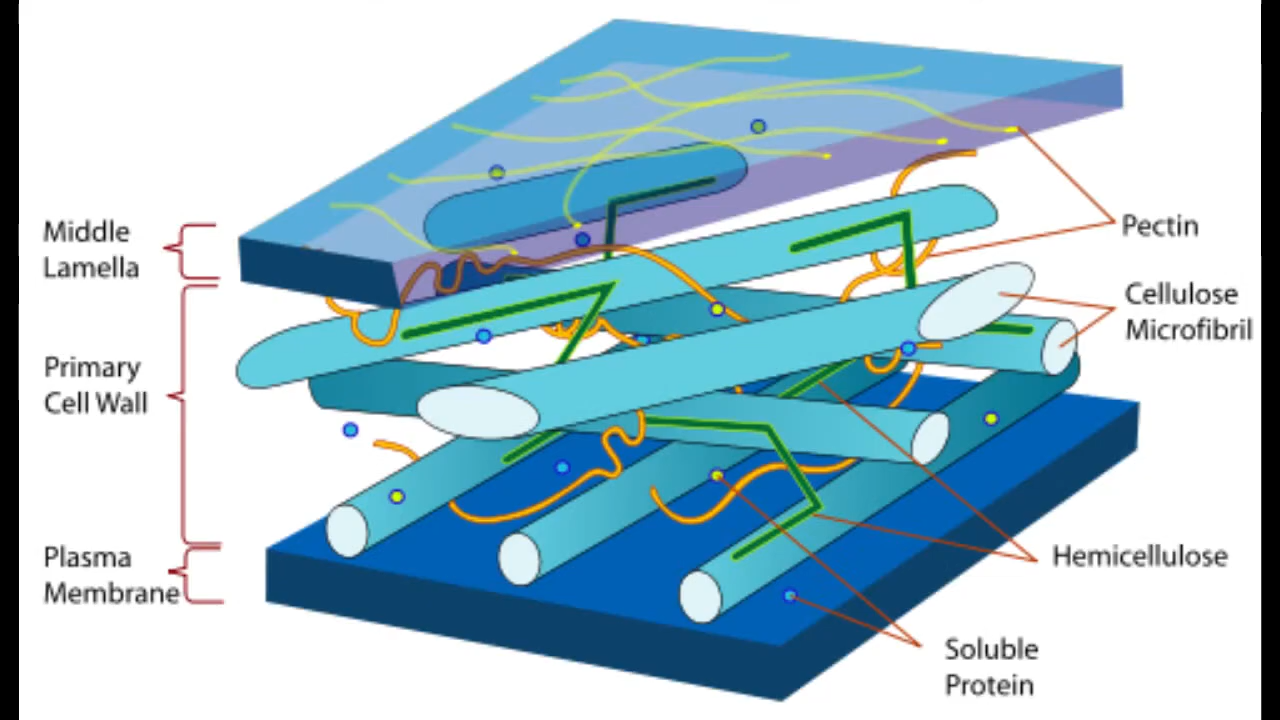 Middle
Lamella
Primary
Cell Wall
Plasma
Membrane
Pectin
Cellulose
Microfibril
Hemicellulose
Soluble
Protein